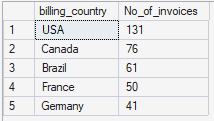 billing_country No_of_invoices
1 USA 131
2 Canada 76
3 Brazil 61
4 France 50
5 Germany 41